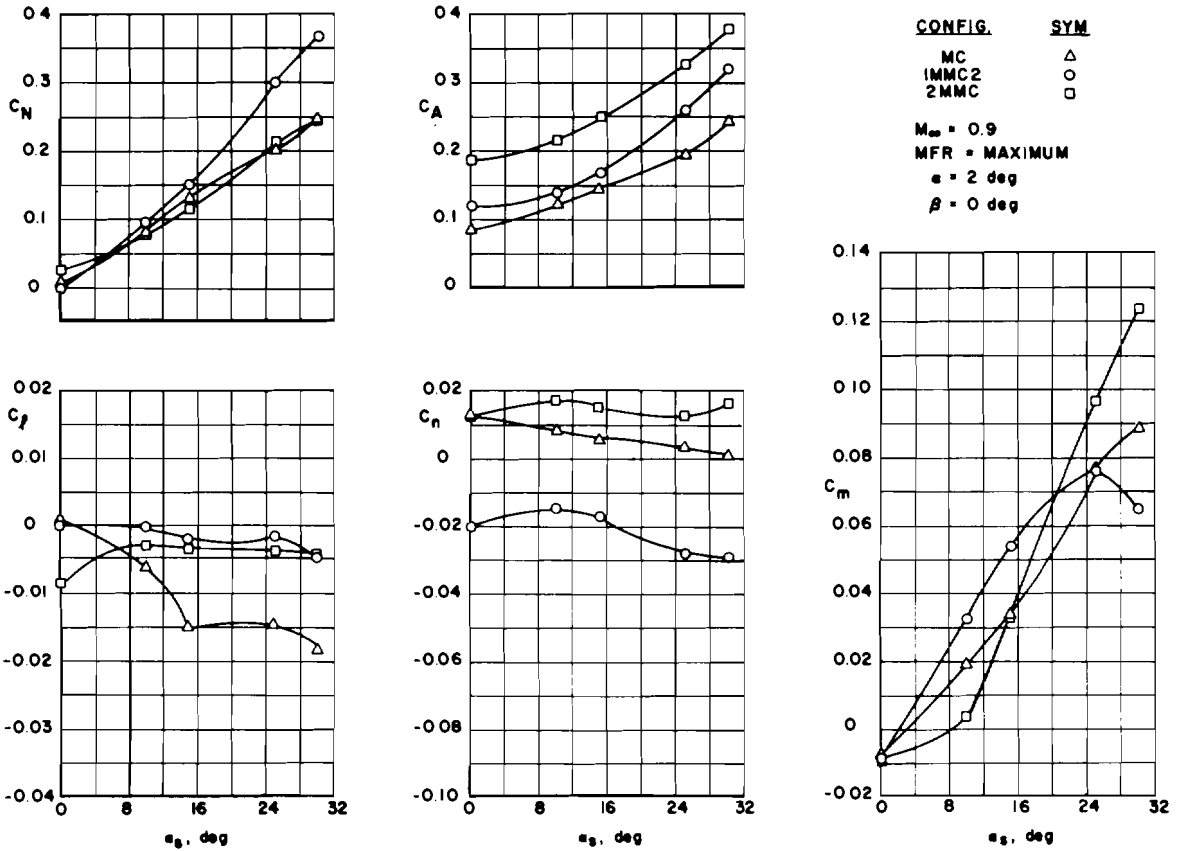 0.4
0.3
C_N
0.2
0.1
0
0.4
0.3
C_A
0.2
0.1
0
CONFIG. SYM
MC △
1MMC2 ○
2MMC □
M∞ = 0.9
MFR = MAXIMUM
α = 2 deg
β = 0 deg
0.02
C_ℓ
0.01
0
-0.01
-0.02
-0.03
-0.04
0 8 16 24 32
α_s, deg
0.02
C_n
0
-0.02
-0.04
-0.06
-0.08
-0.10
0 8 16 24 32
α_s, deg
0.14
0.12
0.10
0.08
C_m
0.06
0.04
0.02
0
-0.02
0 8 16 24 32
α_s, deg